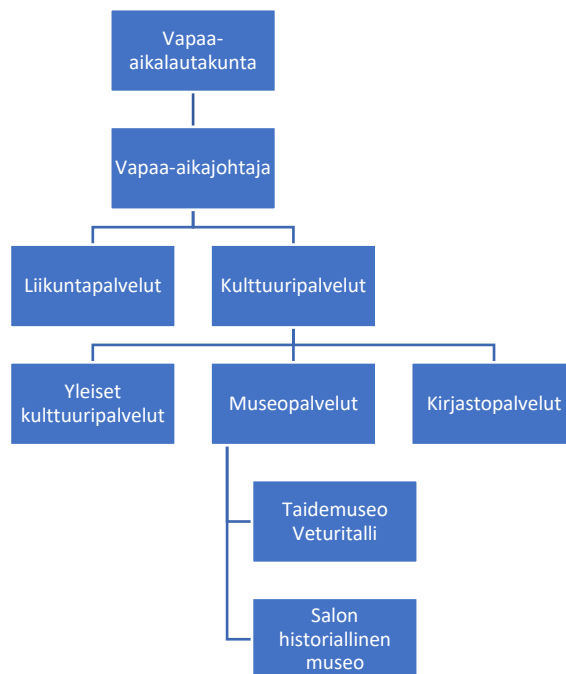 Vapaa-
aikalautakunta
Vapaa-aikajohtaja
Liikuntapalvelut
Kulttuuripalvelut
Yleiset
kulttuuripalvelut
Museopalvelut
Kirjastopalvelut
Taidemuseo
Veturitalli
Salon
historiallinen
museo